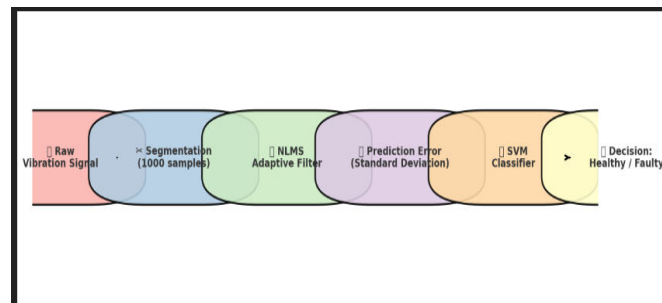 Raw
Vibration Signal
✂ Segmentation
(1000 samples)
NLMS
Adaptive Filter
Prediction Error
(Standard Deviation)
SVM
Classifier
Decision:
Healthy / Faulty